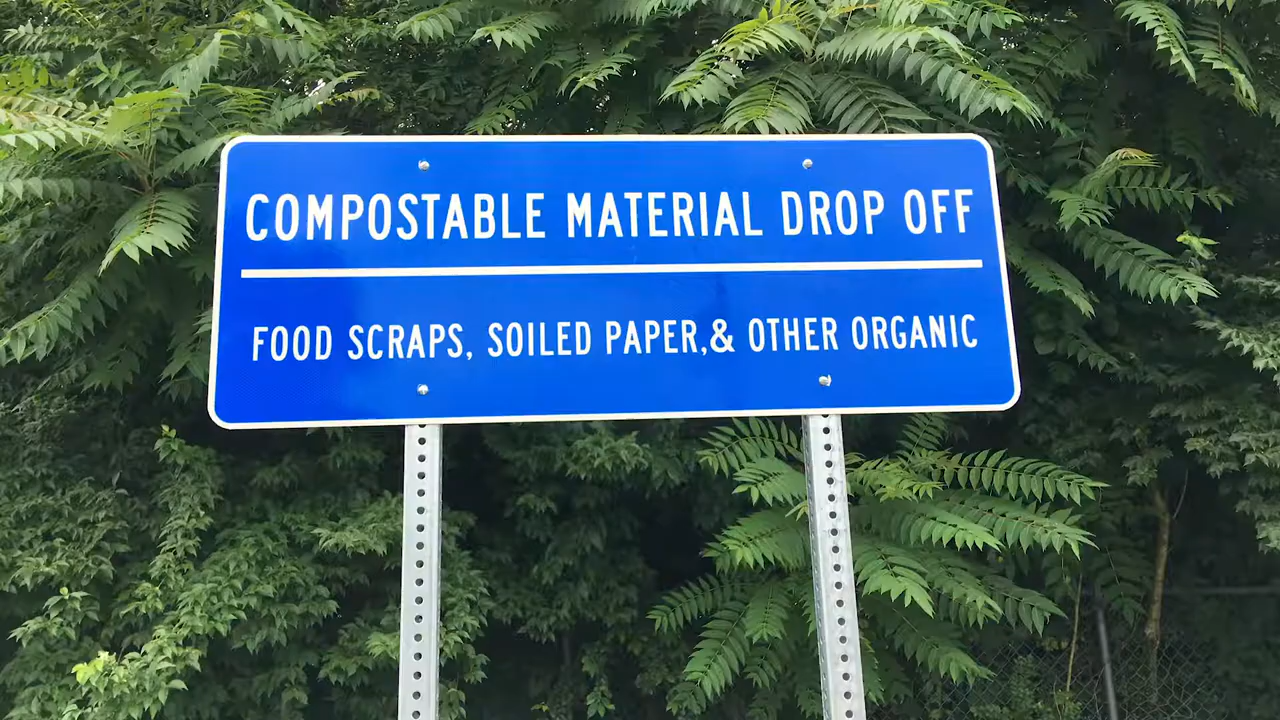 COMPOSTABLE MATERIAL DROP OFF
FOOD SCRAPS, SOILED PAPER,& OTHER ORGANIC